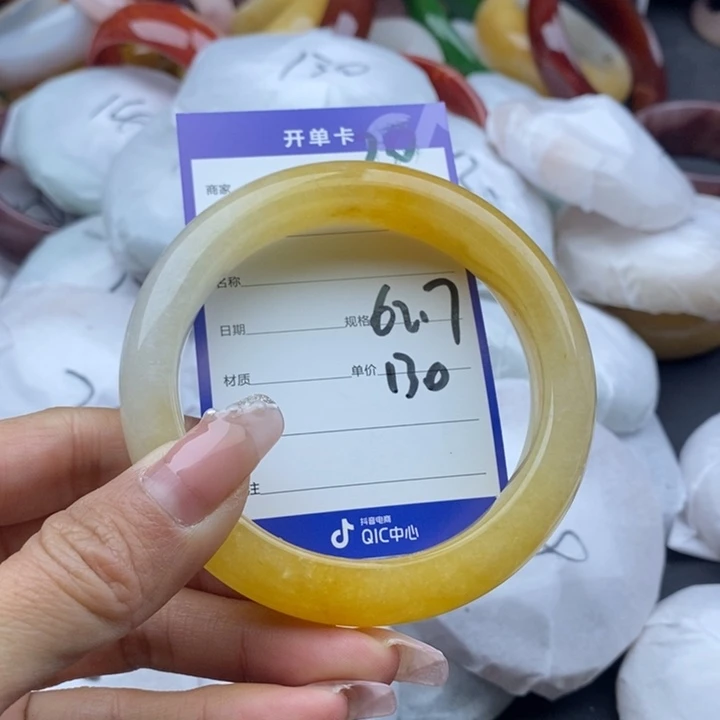 130
开单卡
10
商家
名称
日期 规格 62.7
材质 单价 130
注
抖音电商
QIC中心